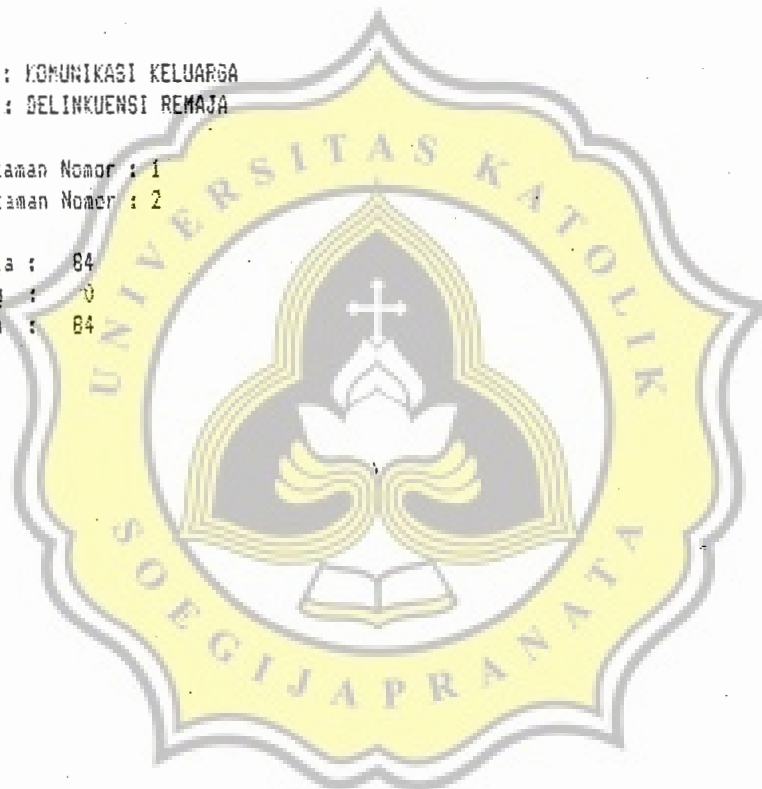 : KOMUNIKASI KELUARGA
: DELINKUENSI REMAJA
aman Nomor : 1
aman Nomor : 2
a : 84
g : 0
: 84
UNIVERSITAS KATOLIK
SOEGIJAPRANATA